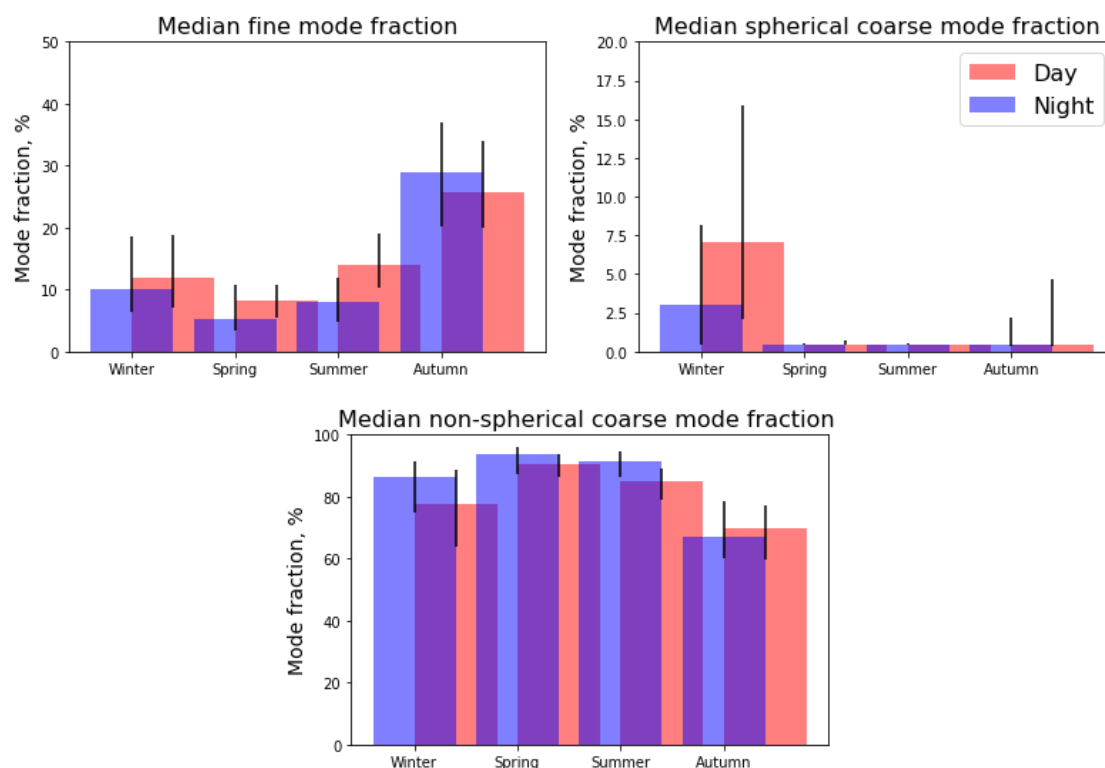 Median fine mode fraction
Mode fraction, %
50
40
30
20
10
0
Winter Spring Summer Autumn
Median spherical coarse mode fraction
Mode fraction, %
20.0
17.5
15.0
12.5
10.0
7.5
5.0
2.5
0.0
Winter Spring Summer Autumn
Day
Night
Median non-spherical coarse mode fraction
Mode fraction, %
100
80
60
40
20
0
Winter Spring Summer Autumn